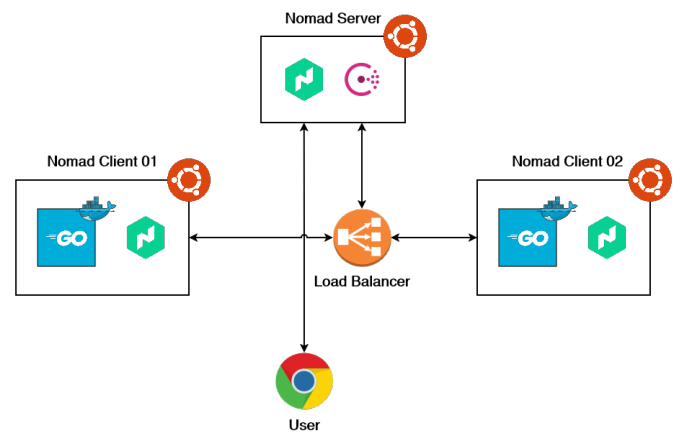 Nomad Server
Nomad Client 01
Nomad Client 02
GO
GO
Load Balancer
User